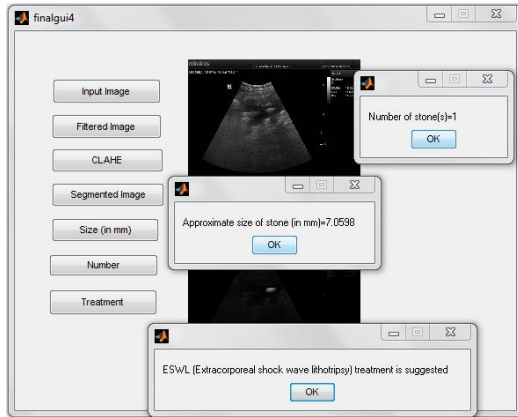 finalgui4
Input Image
Filtered Image
CLAHE
Segmented Image
Size (in mm)
Number
Treatment
mindray
Number of stone(s)=1
OK
Approximate size of stone (in mm)=7.0598
OK
ESWL (Extracorporeal shock wave lithotripsy) treatment is suggested
OK